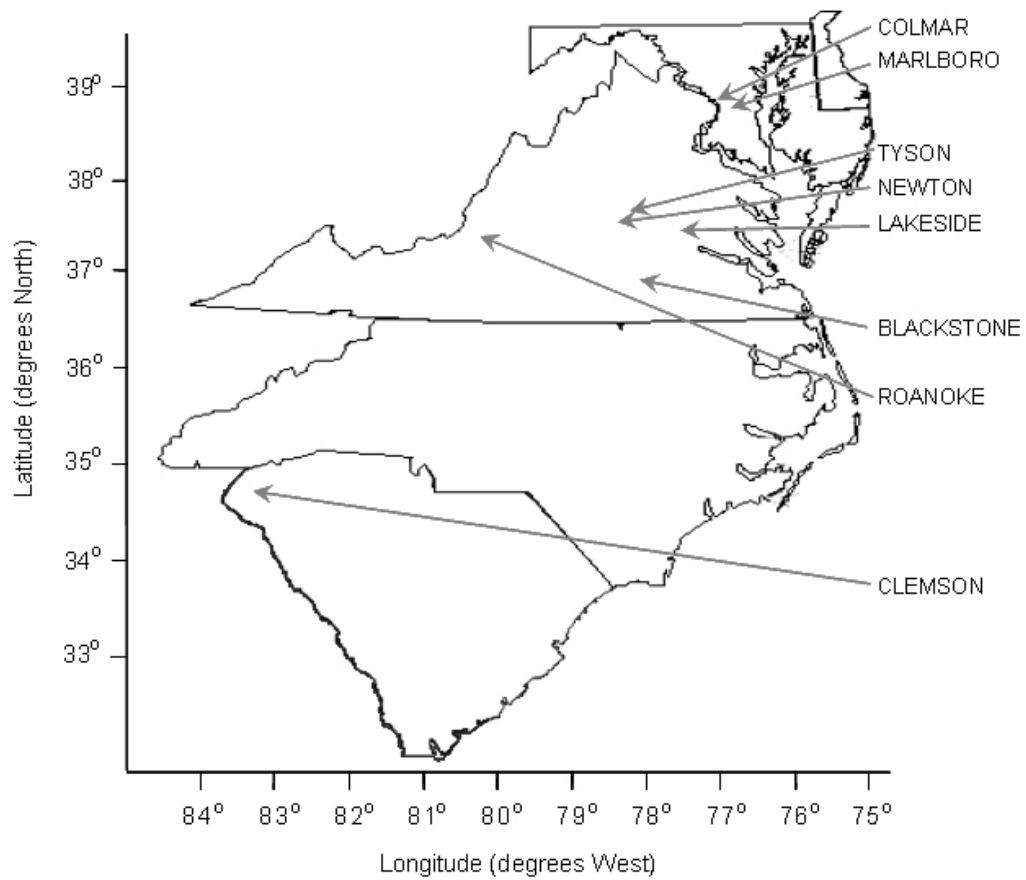 COLMAR
MARLBORO
TYSON
NEWTON
LAKESIDE
BLACKSTONE
ROANOKE
CLEMSON
Latitude (degrees North)
39°
38°
37°
36°
35°
34°
33°
84° 83° 82° 81° 80° 79° 78° 77° 76° 75°
Longitude (degrees West)